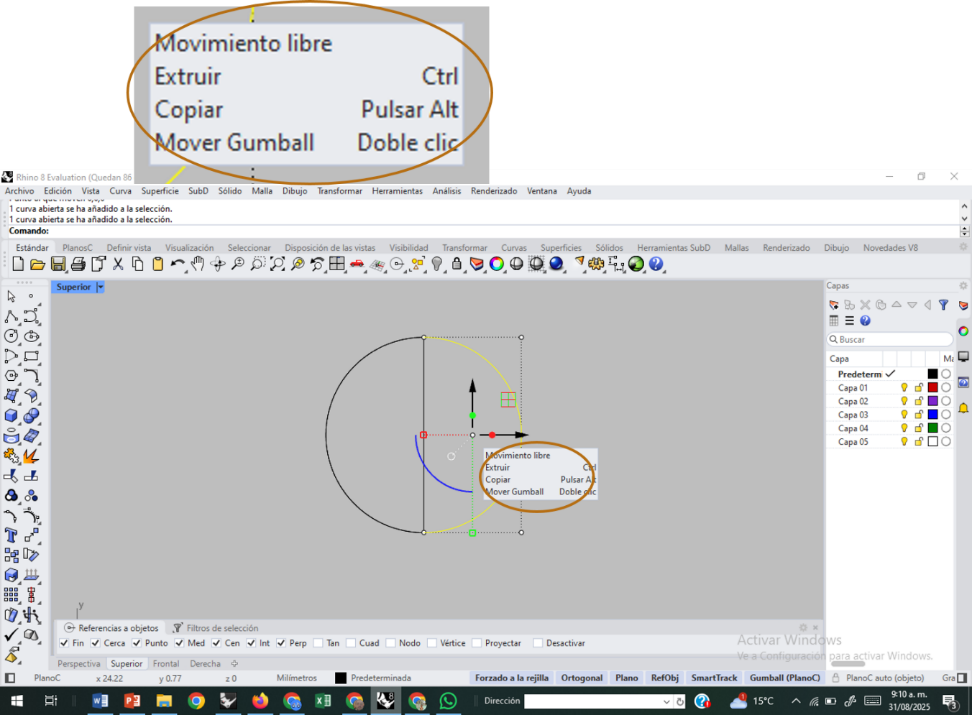 Movimiento libre
Extruir Ctrl
Copiar Pulsar Alt
Mover Gumball Doble clic
Rhino 8 Evaluation (Quedan 86
Archivo Edición Vista Curva Superficie SubD Sólido Malla Dibujo Transformar Herramientas Análisis Renderizado Ventana Ayuda
1 curva abierta se ha añadido a la selección.
1 curva abierta se ha añadido a la selección.
Comando:
Estándar PlanosC Definir vista Visualización Seleccionar Disposición de las vistas Visibilidad Transformar Curvas Superficies Sólidos Herramientas SubD Mallas Renderizado Dibujo Novedades V8
Superior
Capas
Buscar
Capa
Predeterm
Capa 01
Capa 02
Capa 03
Capa 04
Capa 05
Movimiento libre
Extruir Ctrl
Copiar Pulsar Alt
Mover Gumball Doble clic
y
Referencias a objetos Filtros de selección
Fin Cerca Punto Med Cen Int Perp Tan Cuad Nodo Vértice Proyectar Desactivar
Activar Windows
Ve a Configuración para activar Windows.
Perspectiva Superior Frontal Derecha
PlanoC x 24.22 y 0.77 z 0 Milímetros Predeterminada Forzado a la rejilla Ortogonal Plano RefObj SmartTrack Gumball (PlanoC) PlanoC auto (objeto) Gra
Dirección 15°C 9:10 a. m.
31/08/2025